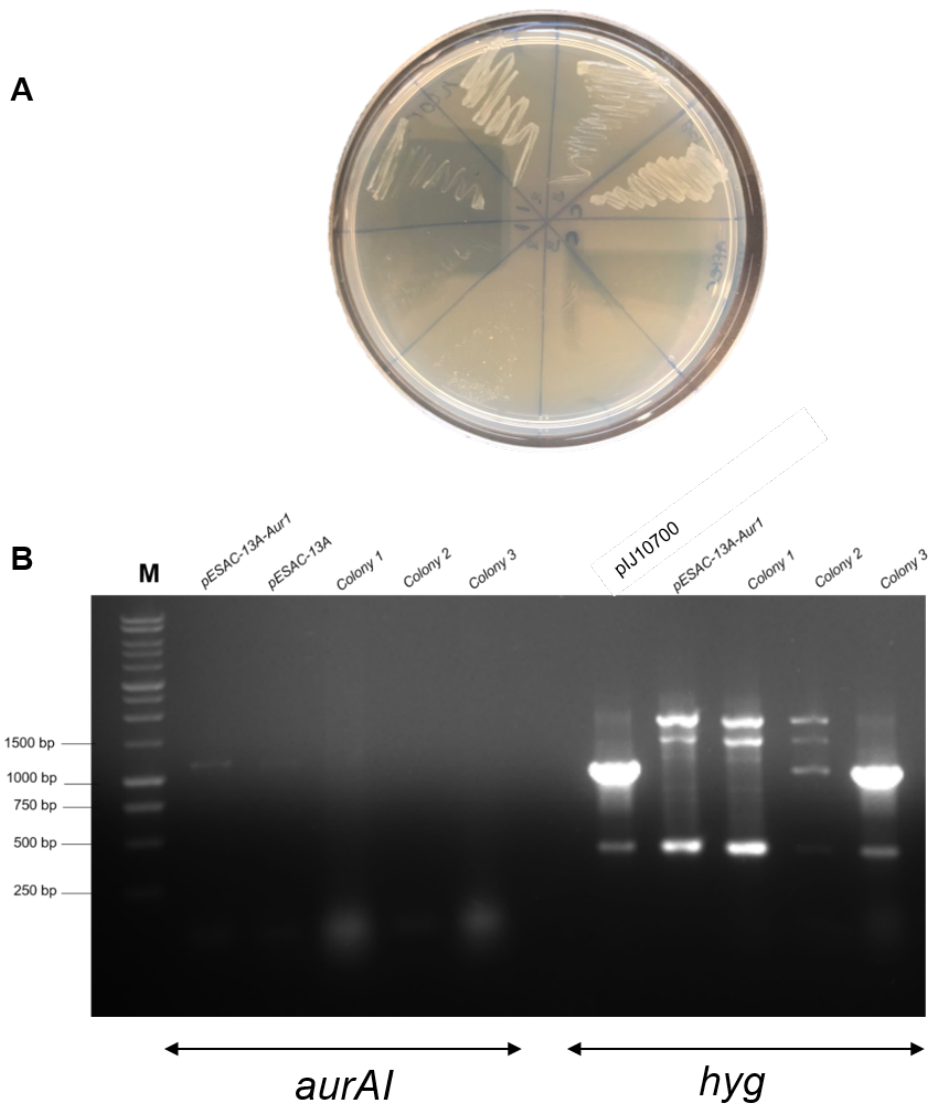 A
B
M
pESAC-13A-Aur1
pESAC-13A
Colony 1
Colony 2
Colony 3
pIJ10700
pESAC-13A-Aur1
Colony 1
Colony 2
Colony 3
1500 bp
1000 bp
750 bp
500 bp
250 bp
aurAI
hyg